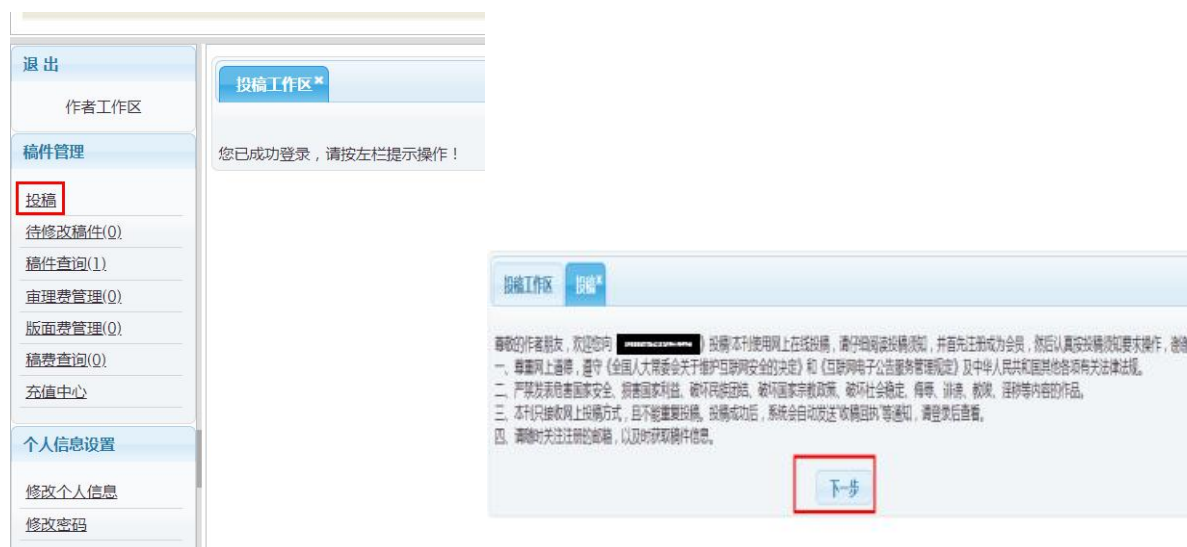 退 出
作者工作区
稿件管理
投稿
待修改稿件(0)
稿件查询(1)
审理费管理(0)
版面费管理(0)
稿费查询(0)
充值中心
个人信息设置
修改个人信息
修改密码
投稿工作区
您已成功登录，请按左栏提示操作！
投稿工作区 投稿
尊敬的作者朋友，欢迎您向 》投稿!本刊使用网上在线投稿，请仔细阅读投稿须知，并首先注册成为会员，然后认真按投稿须知要求操作，谢谢
一、尊重网上道德，遵守《全国人大常委会关于维护互联网安全的决定》和《互联网电子公告服务管理规定》及中华人民共和国其他各项有关法律法规。
二、严禁发表危害国家安全、损害国家利益、破坏民族团结、破坏国家宗教政策、破坏社会稳定、侮辱、诽谤、教唆、淫秽等内容的作品。
三、本刊只接收网上投稿方式，且不能重复投稿。投稿成功后，系统会自动发送"收稿回执"等通知，请登录后查看。
四、请随时关注注册的邮箱，以及时获取稿件信息。
下一步